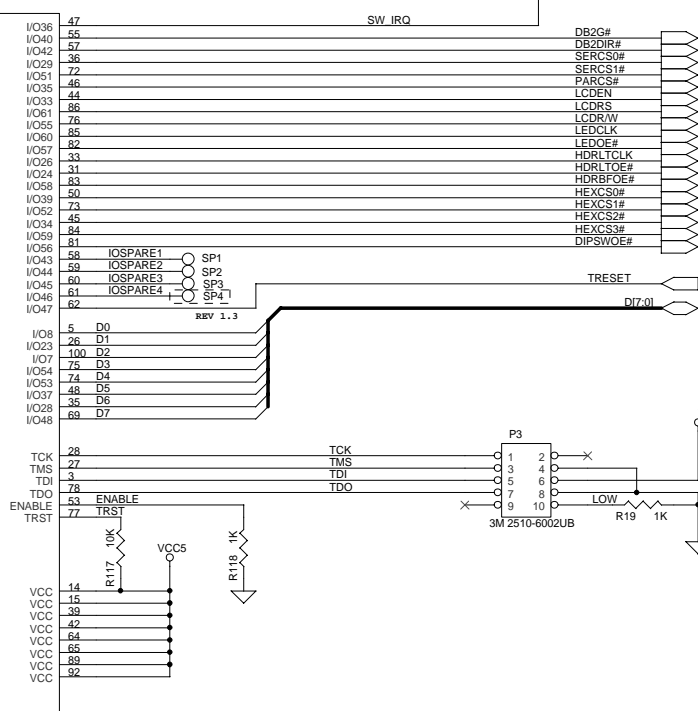 I/O36 47 SW_IRQ
I/O40 55 DB2G#
I/O42 57 DB2DIR#
I/O29 36 SERCS0#
I/O51 72 SERCS1#
I/O35 46 PARCS#
I/O33 44 LCDEN
I/O61 86 LCDRS
I/O55 76 LCDR/W
I/O60 85 LEDCLK
I/O57 82 LEDOE#
I/O26 33 HDRLTCLK
I/O24 31 HDRLTOE#
I/O58 83 HDRBFOE#
I/O39 50 HEXCS0#
I/O52 73 HEXCS1#
I/O34 45 HEXCS2#
I/O59 84 HEXCS3#
I/O56 81 DIPSWOE#
I/O43 58 IOSPARE1 SP1
I/O44 59 IOSPARE2 SP2
I/O45 60 IOSPARE3 SP3
I/O46 61 IOSPARE4 SP4
I/O47 62 TRESET
REV 1.3
D[7:0]
I/O8 5 D0
I/O23 26 D1
I/O7 100 D2
I/O54 75 D3
I/O53 74 D4
I/O37 48 D5
I/O28 35 D6
I/O48 69 D7
P3
TCK 28 TCK 1 2
TMS 27 TMS 3 4
TDI 3 TDI 5 6
TDO 78 TDO 7 8
ENABLE 53 ENABLE 9 10 LOW
TRST 77 TRST
R19 1K
3M 2510-6002UB
R117 10K
VCC5
R118 1K
VCC 14
VCC 15
VCC 39
VCC 42
VCC 64
VCC 65
VCC 89
VCC 92